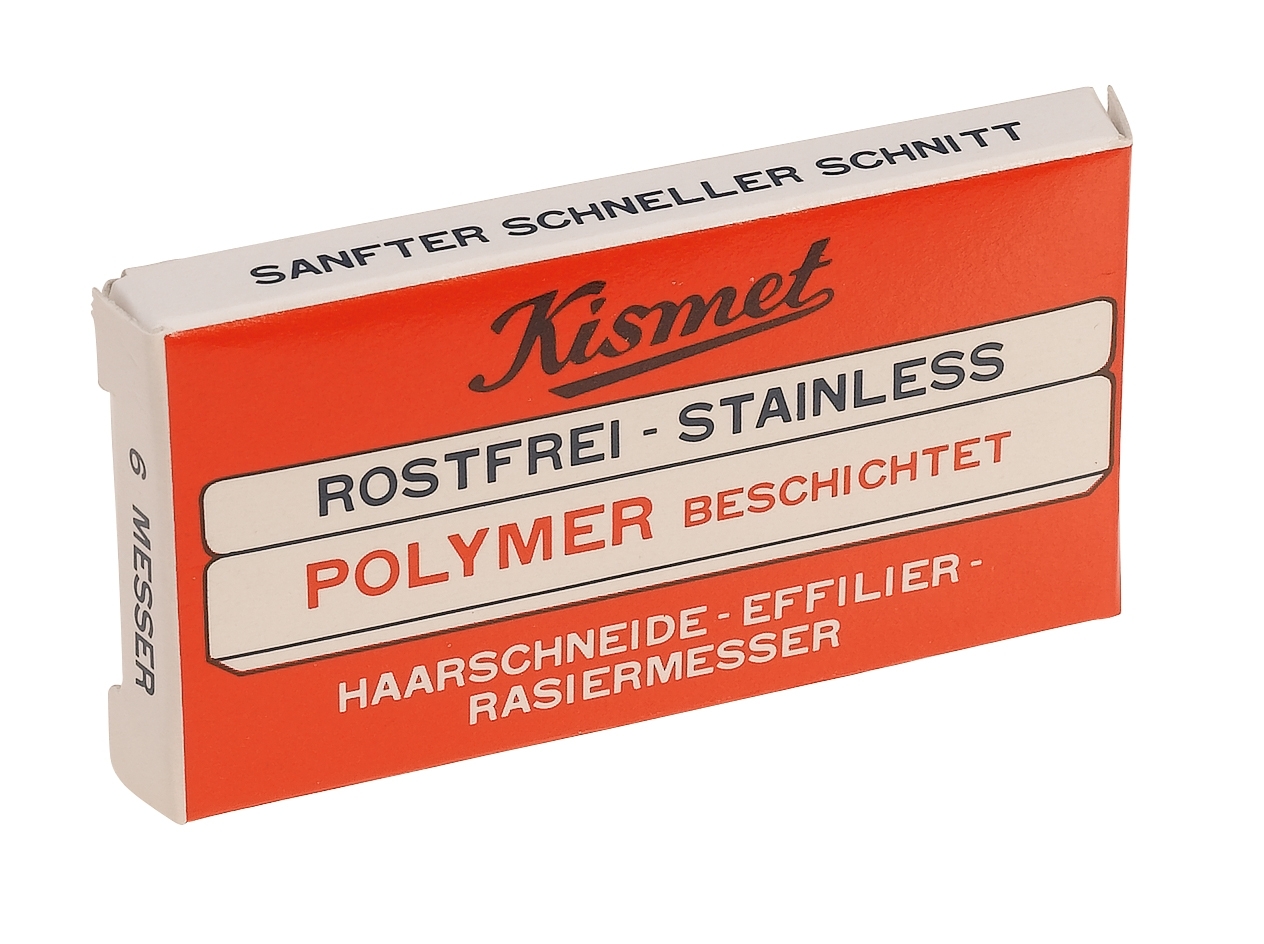 SANFTER SCHNELLER SCHNITT
Kismet
ROSTFREI - STAINLESS
POLYMER BESCHICHTET
HAARSCHNEIDE - EFFILIER -
RASIERMESSER
6 MESSER